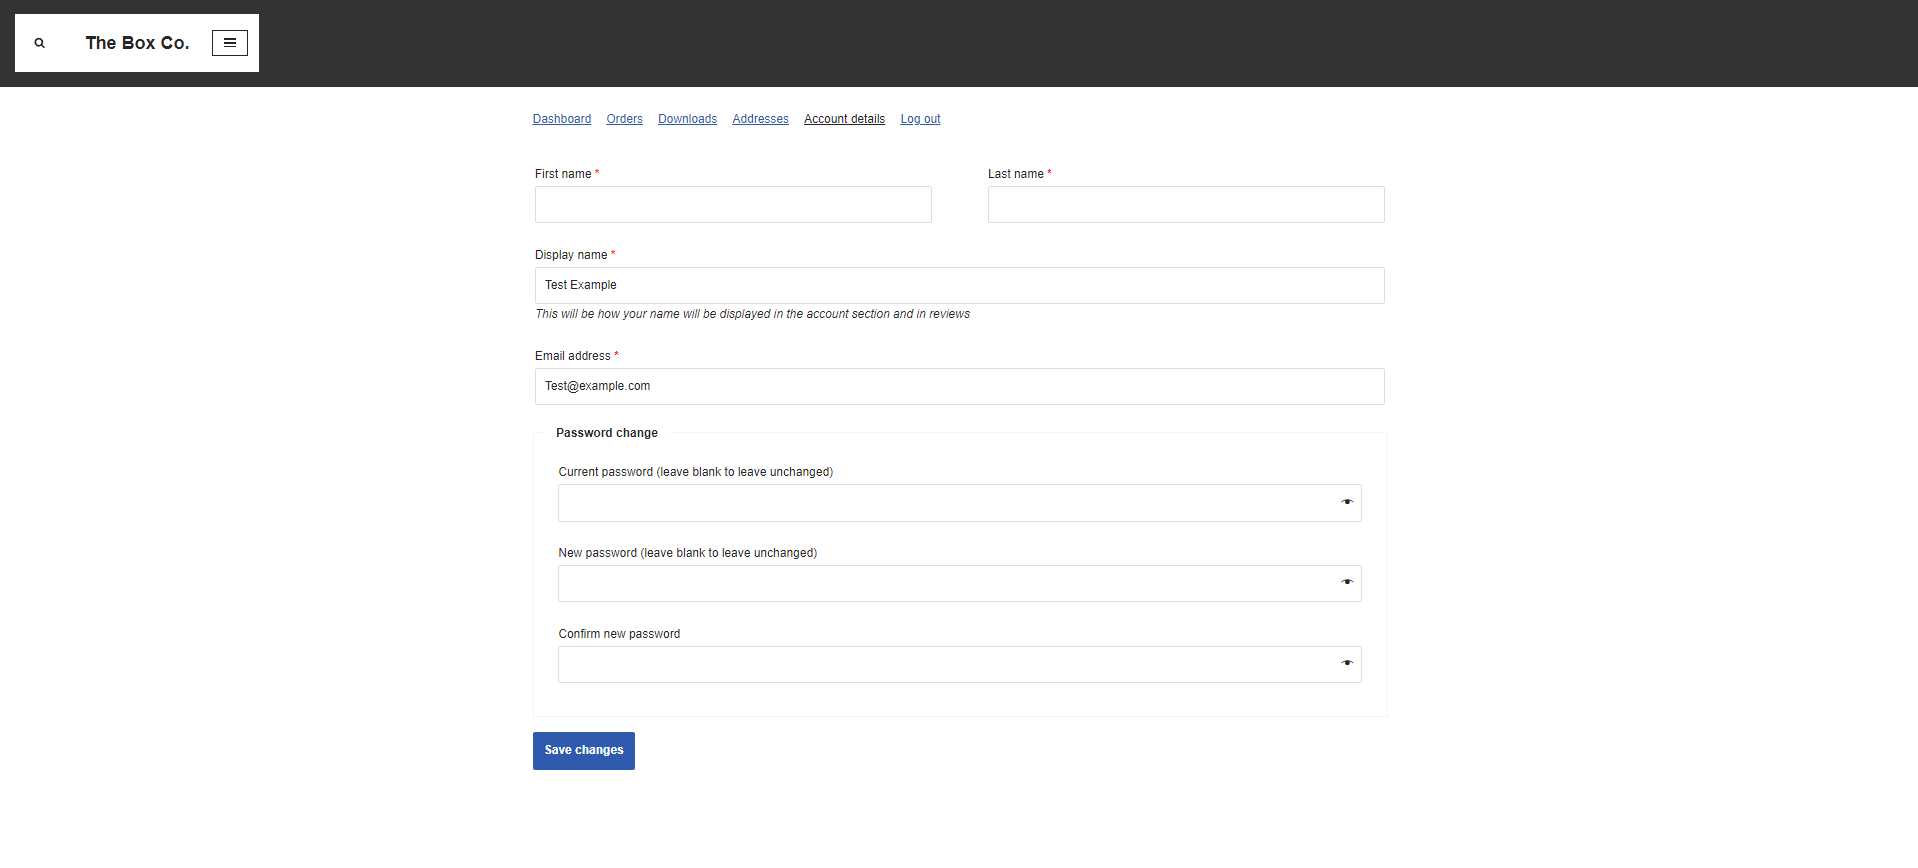 The Box Co.
Dashboard Orders Downloads Addresses Account details Log out
First name * Last name *
Display name *
Test Example
This will be how your name will be displayed in the account section and in reviews
Email address *
Test@example.com
Password change
Current password (leave blank to leave unchanged)
New password (leave blank to leave unchanged)
Confirm new password
Save changes